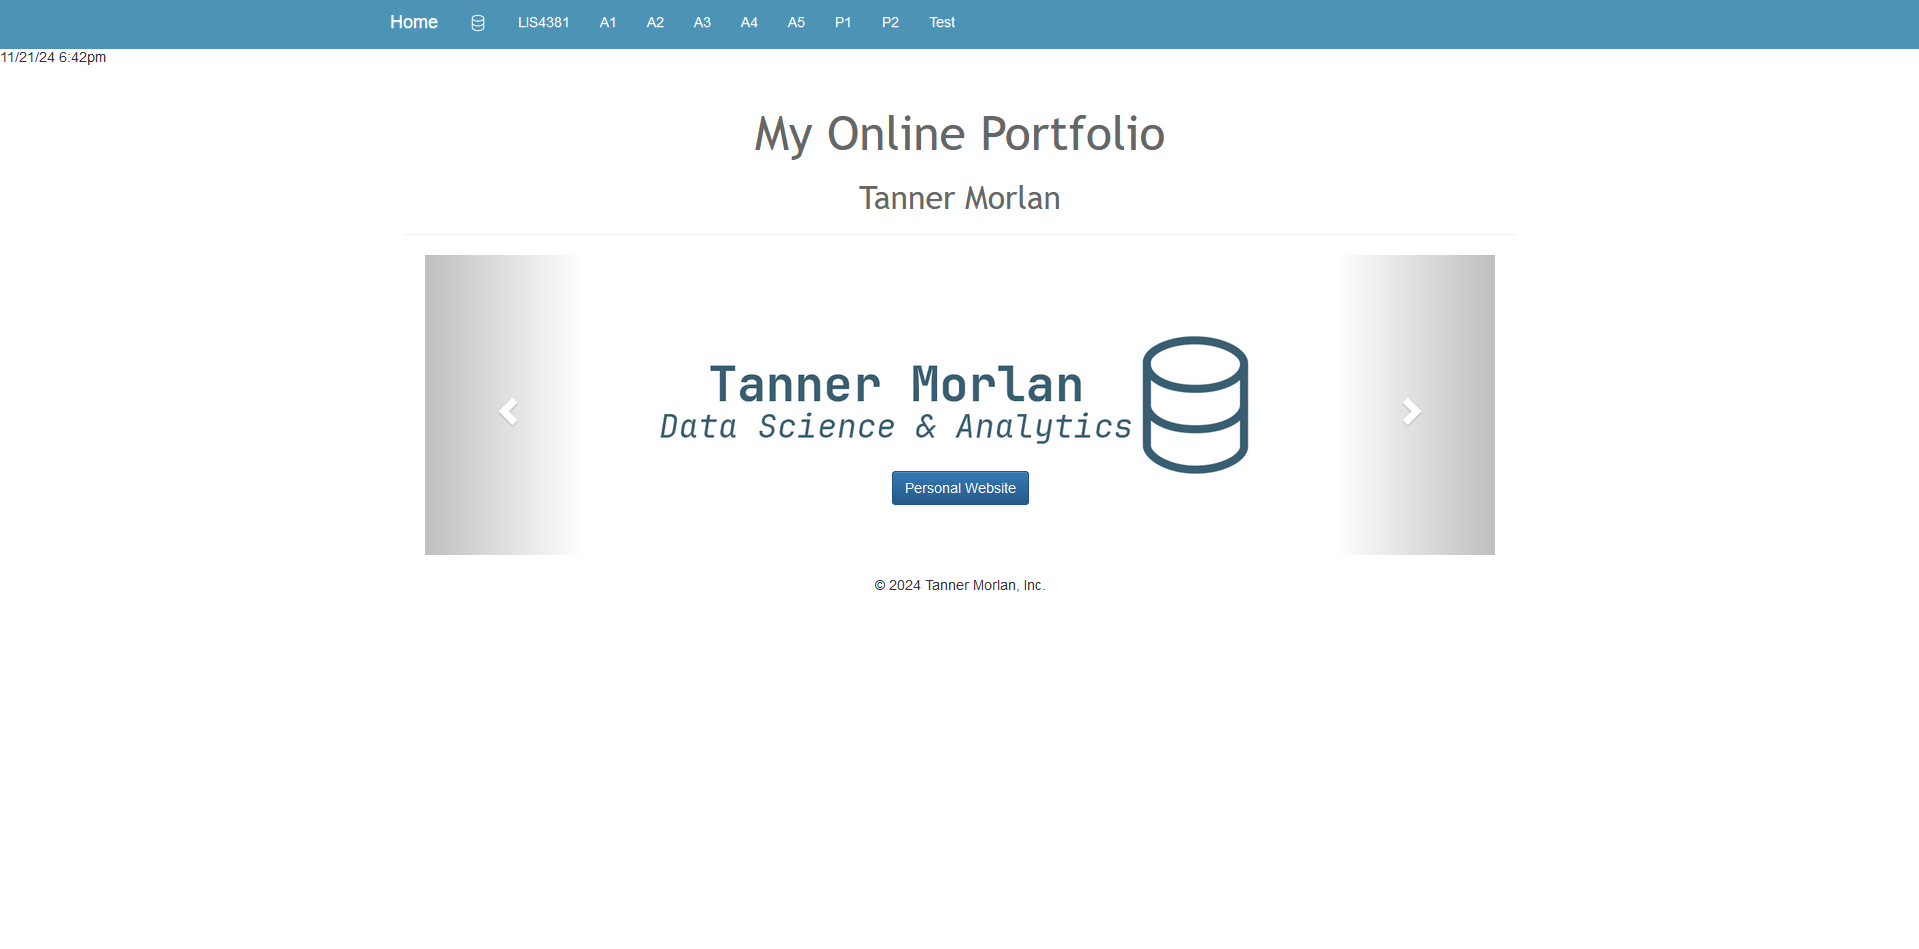 Home LIS4381 A1 A2 A3 A4 A5 P1 P2 Test
11/21/24 6:42pm
My Online Portfolio
Tanner Morlan
Tanner Morlan
Data Science & Analytics
Personal Website
© 2024 Tanner Morlan, Inc.